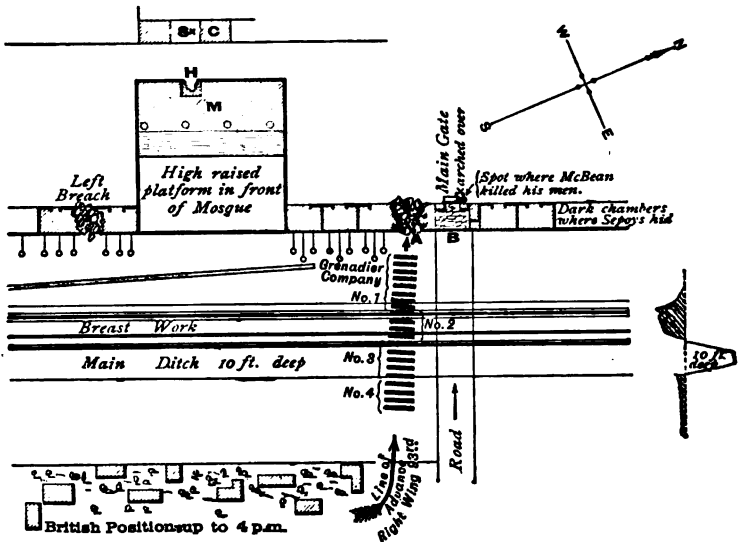 S× C
H
M
High raised
platform in front
of Mosque
Left
Breach
W
N
S
E
Main Gate
arched over
Spot where McBean
killed his men.
Dark chambers
where Sepoys hid
A
B
Grenadier
Company
No.1
No.2
Breast Work
Main Ditch 10 ft. deep
No.3
No.4
10 ft
deep
Road
Line of
Advance
Right Wing 93rd
British Positions up to 4 p.m.